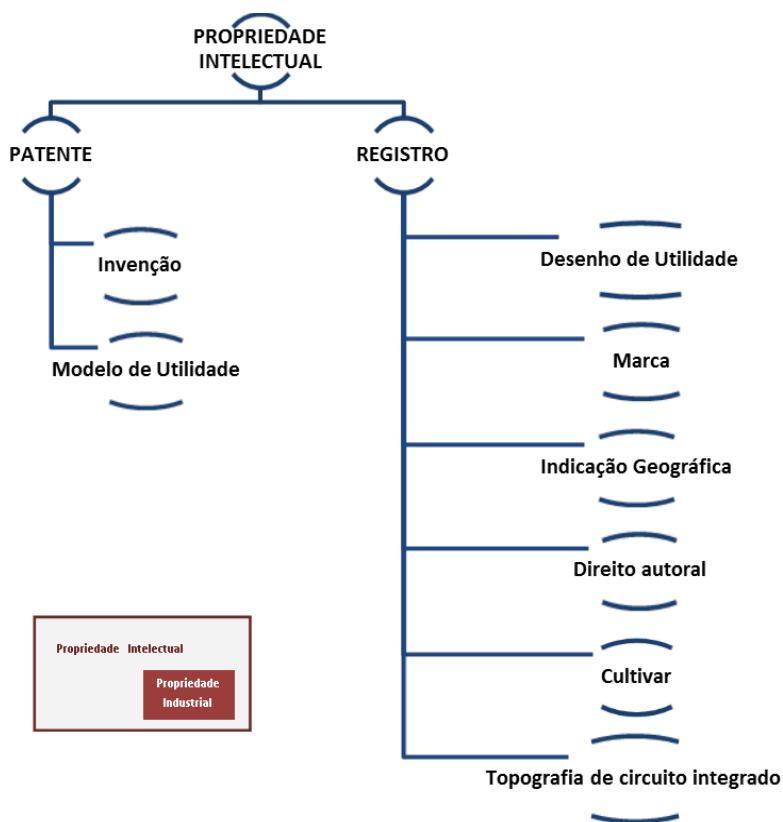 PROPRIEDADE
INTELECTUAL
PATENTE
REGISTRO
Invenção
Modelo de Utilidade
Desenho de Utilidade
Marca
Indicação Geográfica
Direito autoral
Cultivar
Topografia de circuito integrado
Propriedade Intelectual
Propriedade
Industrial